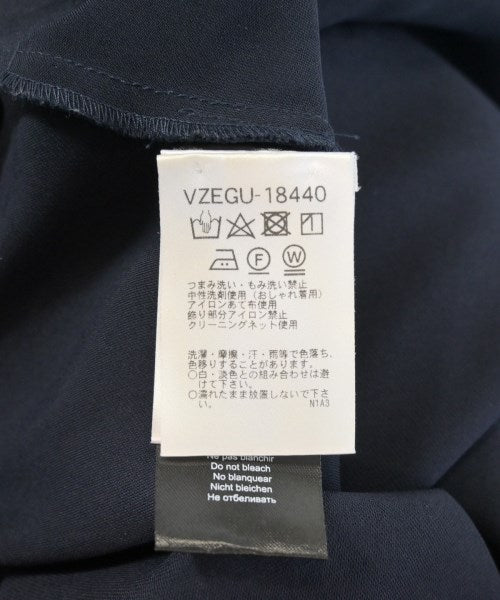 VZEGU-18440
F
W
つまみ洗い・もみ洗い禁止
中性洗剤使用（おしゃれ着用）
アイロンあて布使用
飾り部分アイロン禁止
クリーニングネット使用
洗濯・摩擦・汗・雨等で色落ち、
色移りすることがあります。
○白・淡色との組み合わせは避
けて下さい。
○濡れたまま放置しないで下さ
い。
N1A3
Ne pas blanchir
Do not bleach
No blanquear
Nicht bleichen
Не отбеливать